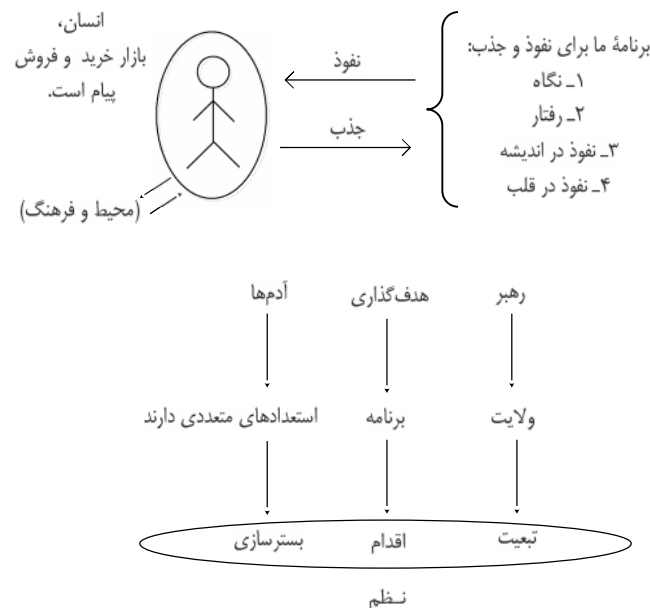 انسان،
بازار خرید و فروش
پیام است.
نفوذ
جذب
(محیط و فرهنگ)
برنامهٔ ما برای نفوذ و جذب:
۱ـ نگاه
۲ـ رفتار
۳ـ نفوذ در اندیشه
۴ـ نفوذ در قلب
رهبر
هدف‌گذاری
آدم‌ها
ولایت
برنامه
استعدادهای متعددی دارند
تبعیت
اقدام
بسترسازی
نـظم